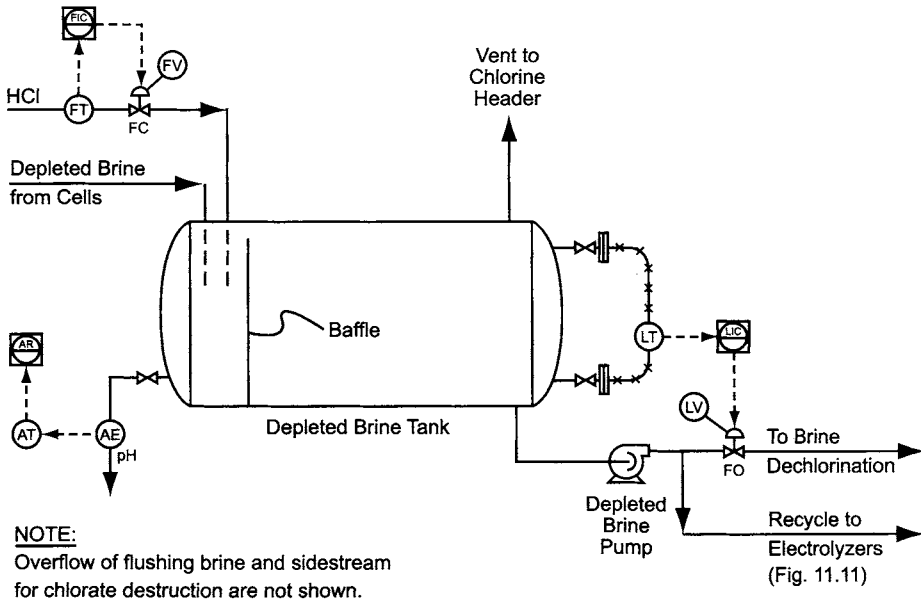 FIC
FV
HCl
FT
FC
Vent to
Chlorine
Header
Depleted Brine
from Cells
Baffle
LT
LIC
AR
LV
Depleted Brine Tank
AT
AE
pH
To Brine
Dechlorination
FO
Depleted
Brine
Pump
Recycle to
Electrolyzers
(Fig. 11.11)
NOTE:
Overflow of flushing brine and sidestream
for chlorate destruction are not shown.